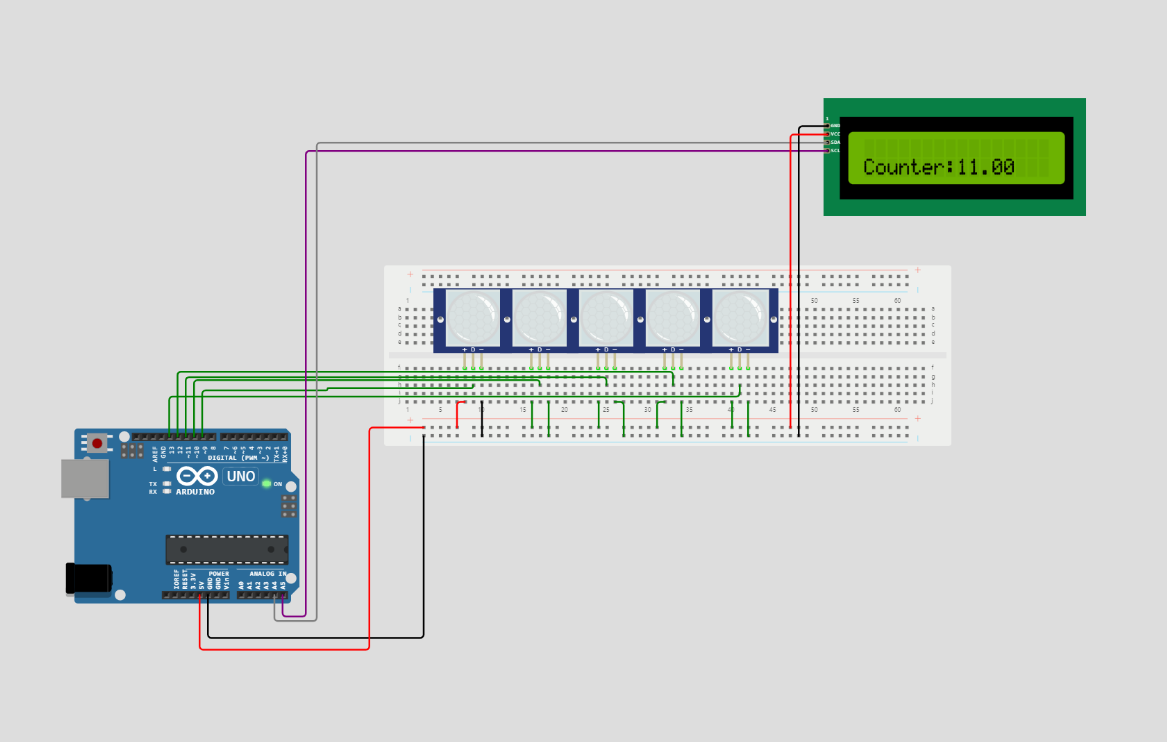 1
GND
VCC
SDA
SCL
Counter:11.00
+ D −
+ D −
+ D −
+ D −
+ D −
1 50 55 60
a a
b b
c c
d d
e e
f f
g g
h h
i i
j j
1 5 10 15 20 25 30 35 40 45 50 55 60
AREF
GND
13
12
~11
~10
~9
8
7
~6
~5
4
~3
2
TX→1
RX←0
DIGITAL (PWM ~)
L
TX
RX
UNO
ON
ARDUINO
IOREF
RESET
3.3V
5V
GND
GND
Vin
POWER
ANALOG IN
A0
A1
A2
A3
A4
A5